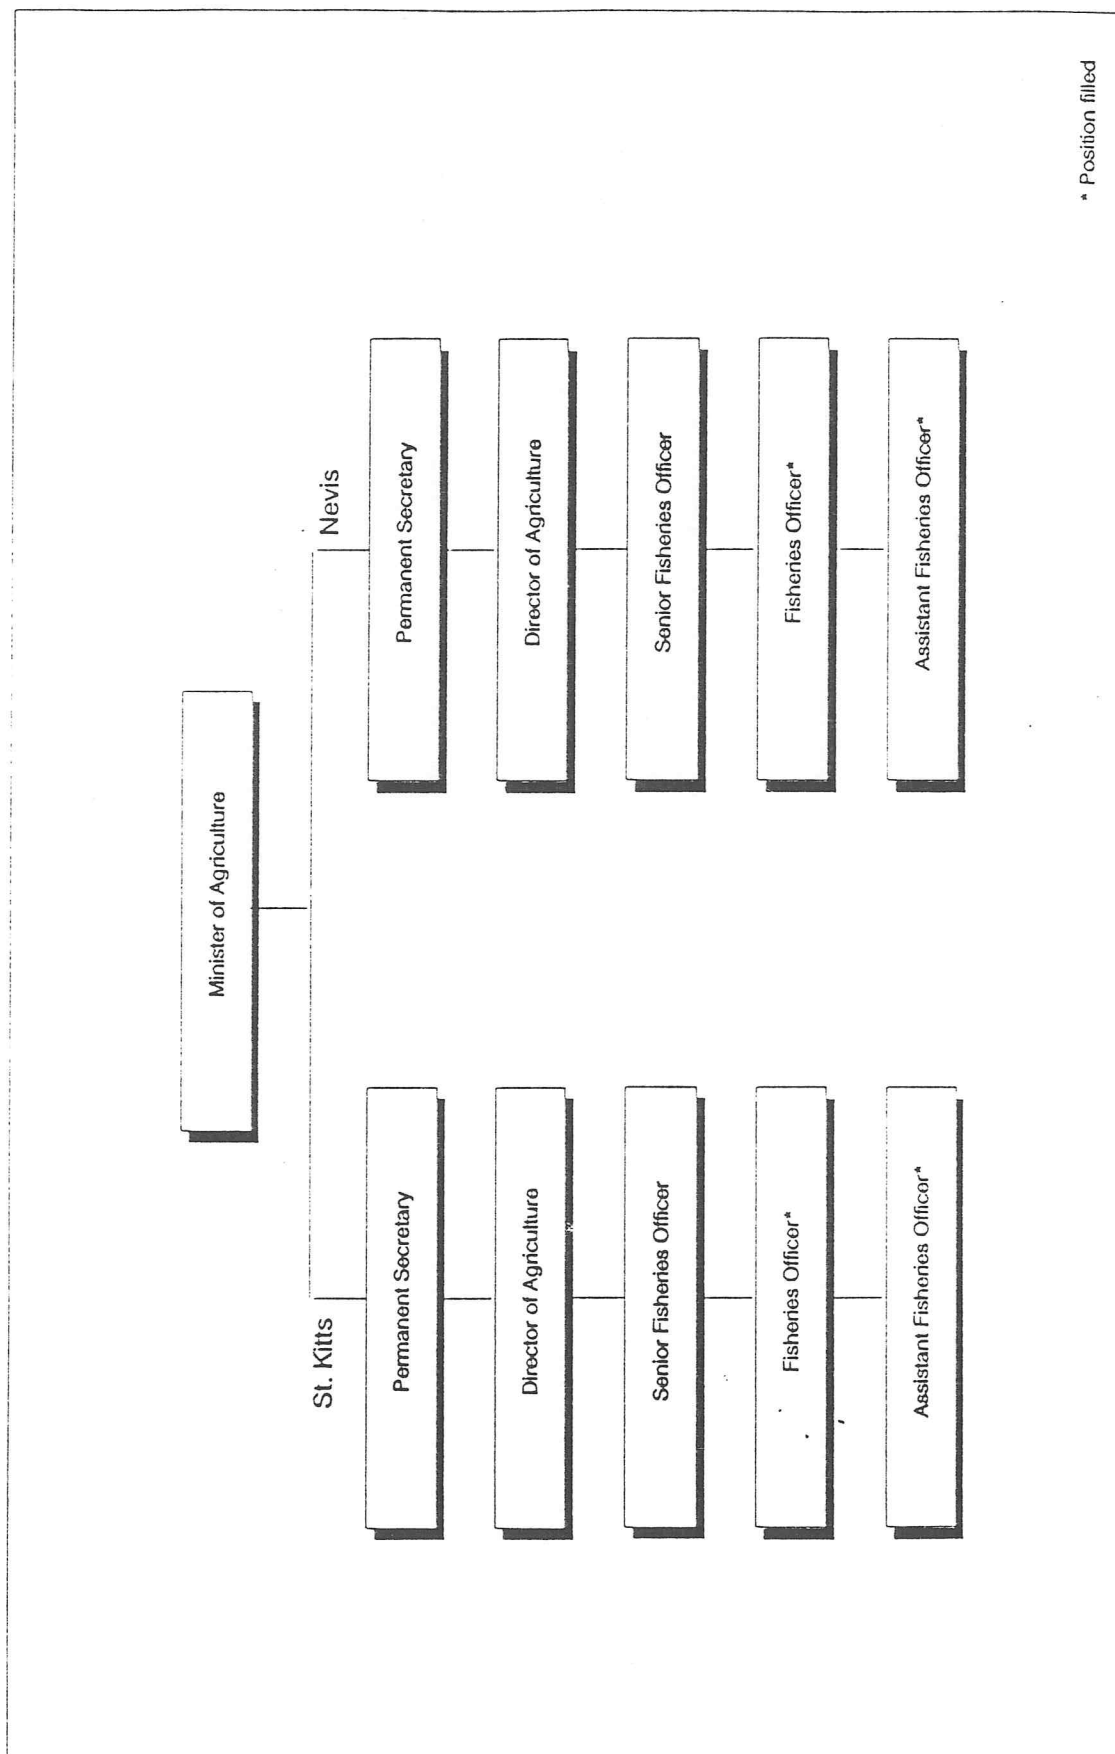 Minister of Agriculture
St. Kitts
Nevis
Permanent Secretary
Permanent Secretary
Director of Agriculture
Director of Agriculture
Senior Fisheries Officer
Senior Fisheries Officer
Fisheries Officer*
Fisheries Officer*
Assistant Fisheries Officer*
Assistant Fisheries Officer*
* Position filled